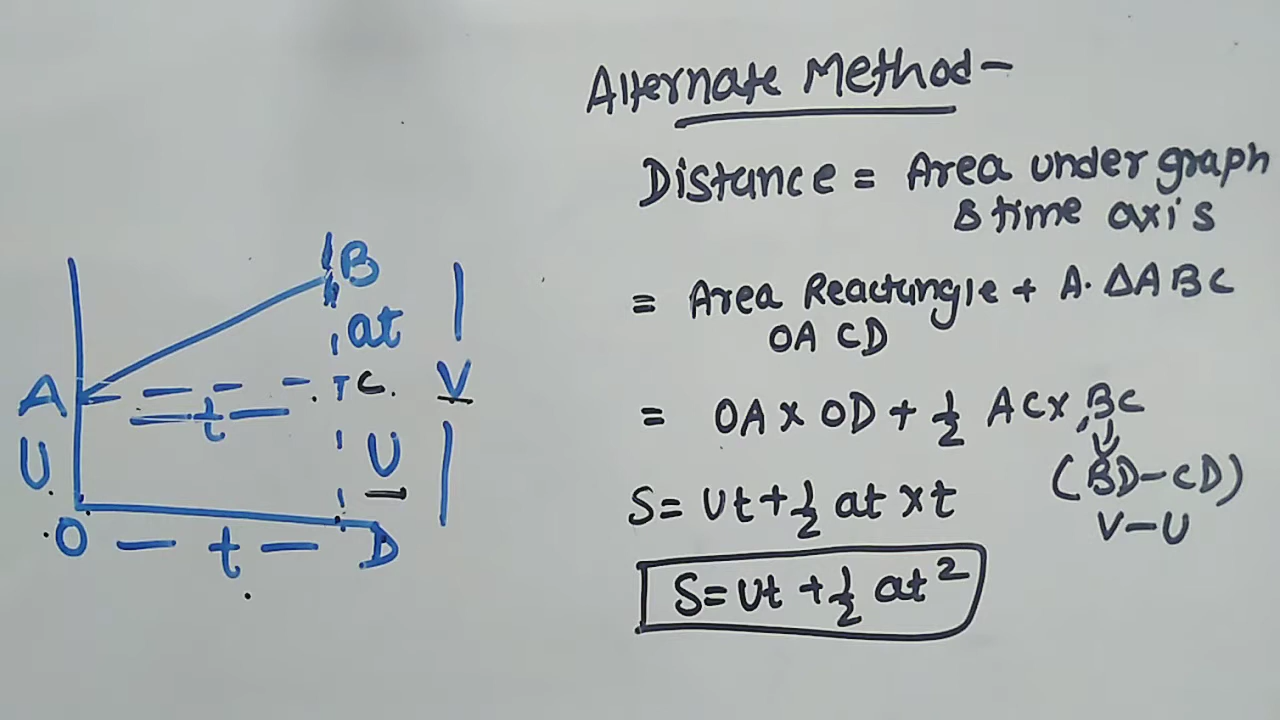 Alternate Method -
Distance = Area under graph
& time axis
= Area Reactungle + A. ΔABC
OA CD
= OA x OD + 1/2 AC x BC
(BD-CD)
V-U
S= Ut + 1/2 at x t
S= Ut + 1/2 at²
B
at
A
C.
V
t
U
U
O
t
D